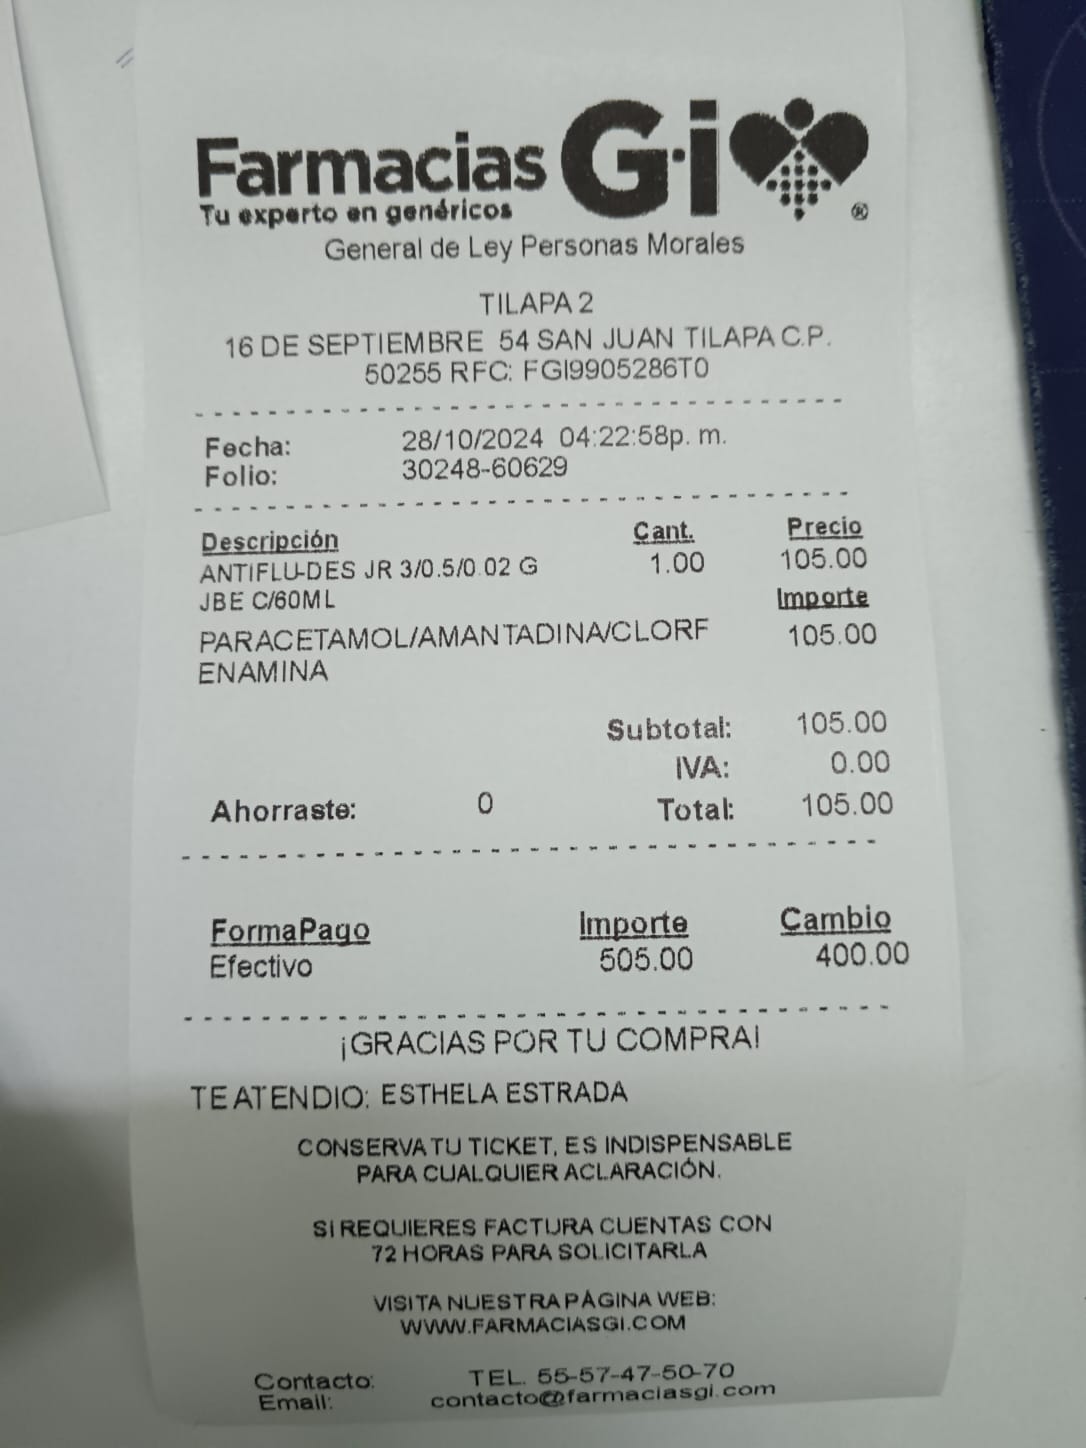 Farmacias G·i ®
Tu experto en genéricos
General de Ley Personas Morales
TILAPA 2
16 DE SEPTIEMBRE 54 SAN JUAN TILAPA C.P.
50255 RFC: FGI9905286T0
Fecha: 28/10/2024 04:22:58p. m.
Folio: 30248-60629
Descripción Cant. Precio
ANTIFLU-DES JR 3/0.5/0.02 G 1.00 105.00
JBE C/60ML Importe
PARACETAMOL/AMANTADINA/CLORF 105.00
ENAMINA
Subtotal: 105.00
IVA: 0.00
Ahorraste: 0 Total: 105.00
FormaPago Importe Cambio
Efectivo 505.00 400.00
¡GRACIAS POR TU COMPRA!
TE ATENDIO: ESTHELA ESTRADA
CONSERVA TU TICKET, ES INDISPENSABLE
PARA CUALQUIER ACLARACIÓN.
SI REQUIERES FACTURA CUENTAS CON
72 HORAS PARA SOLICITARLA
VISITA NUESTRA PÁGINA WEB:
WWW.FARMACIASGI.COM
Contacto: TEL. 55-57-47-50-70
Email: contacto@farmaciasgi.com